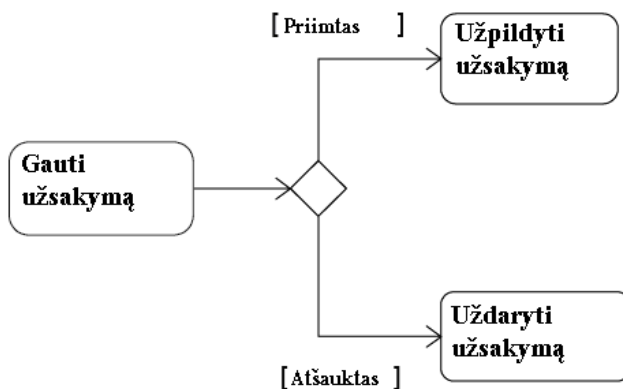 [Priimtas ]
Užpildyti
užsakymą
Gauti
užsakymą
Uždaryti
užsakymą
[Atšauktas ]